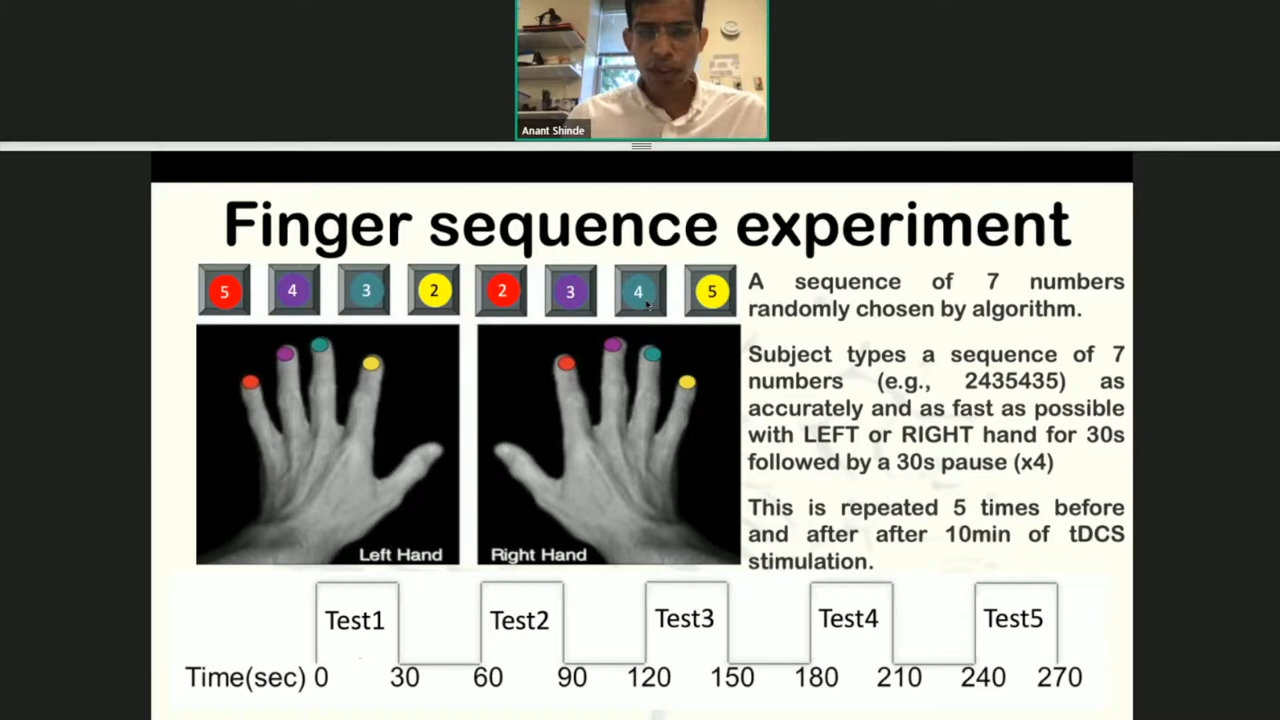 Anant Shinde
Finger sequence experiment
5 4 3 2 2 3 4 5
A sequence of 7 numbers
randomly chosen by algorithm.
Subject types a sequence of 7
numbers (e.g., 2435435) as
accurately and as fast as possible
with LEFT or RIGHT hand for 30s
followed by a 30s pause (x4)
This is repeated 5 times before
and after after 10min of tDCS
stimulation.
Left Hand
Right Hand
Test1 Test2 Test3 Test4 Test5
Time(sec) 0 30 60 90 120 150 180 210 240 270